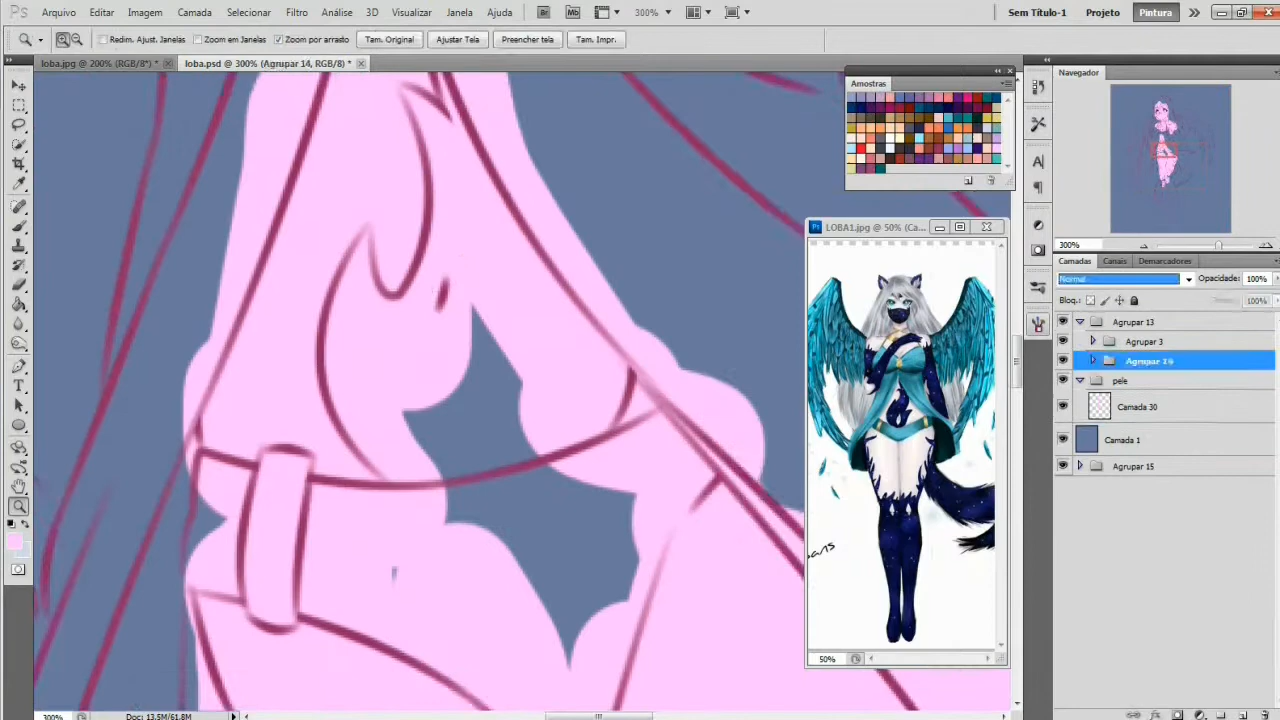 Ps Arquivo Editar Imagem Camada Selecionar Filtro Análise 3D Visualizar Janela Ajuda Br Mb 300% Sem Título-1 Projeto Pintura
Redim. Ajust. Janelas Zoom em Janelas Zoom por arrasto Tam. Original Ajustar Tela Preencher tela Tam. Impr.
loba.jpg @ 200% (RGB/8*) * loba.psd @ 300% (Agrupar 14, RGB/8) *
Amostras
Navegador
300%
Camadas Canais Demarcadores
Normal Opacidade: 100%
Bloq.: 100%
Agrupar 13
Agrupar 3
pele
Camada 30
Camada 1
Agrupar 15
LOBA1.jpg @ 50% (Ca...
50%
300% Doc: 13,5M/61,8M